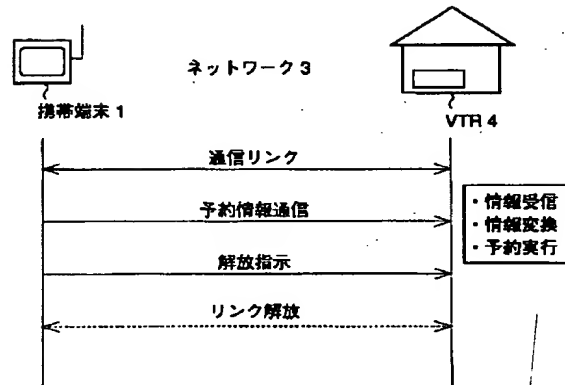 ネットワーク 3
携帯端末 1
VTR 4
通信リンク
予約情報通信
・情報受信
・情報変換
・予約実行
解放指示
リンク解放